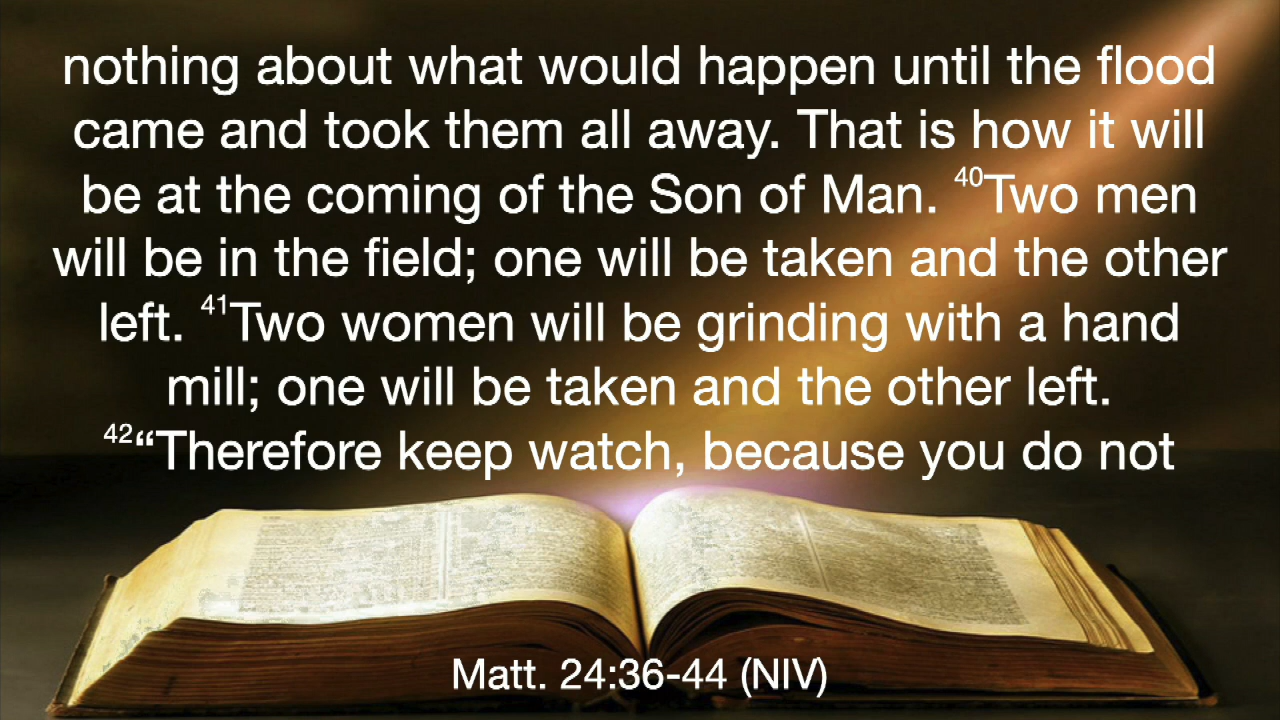 nothing about what would happen until the flood
came and took them all away. That is how it will
be at the coming of the Son of Man. ⁴⁰Two men
will be in the field; one will be taken and the other
left. ⁴¹Two women will be grinding with a hand
mill; one will be taken and the other left.
⁴²“Therefore keep watch, because you do not
Matt. 24:36-44 (NIV)